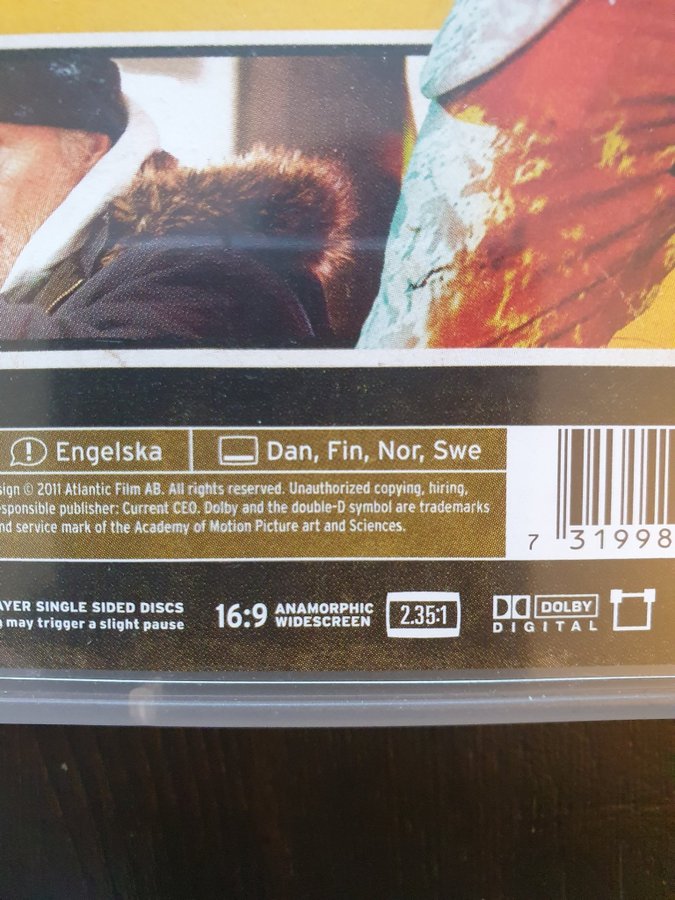 Engelska
Dan, Fin, Nor, Swe
sign © 2011 Atlantic Film AB. All rights reserved. Unauthorized copying, hiring,
esponsible publisher: Current CEO. Dolby and the double-D symbol are trademarks
nd service mark of the Academy of Motion Picture art and Sciences.
7 31998
AYER SINGLE SIDED DISCS
g may trigger a slight pause
16:9 ANAMORPHIC
WIDESCREEN
2.35:1
DOLBY
DIGITAL